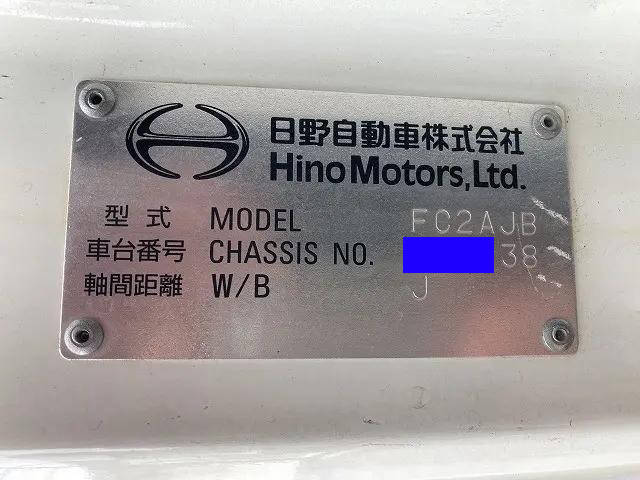 日野自動車株式会社
Hino Motors, Ltd.
型式 MODEL FC2AJB
車台番号 CHASSIS NO. 38
軸間距離 W/B J